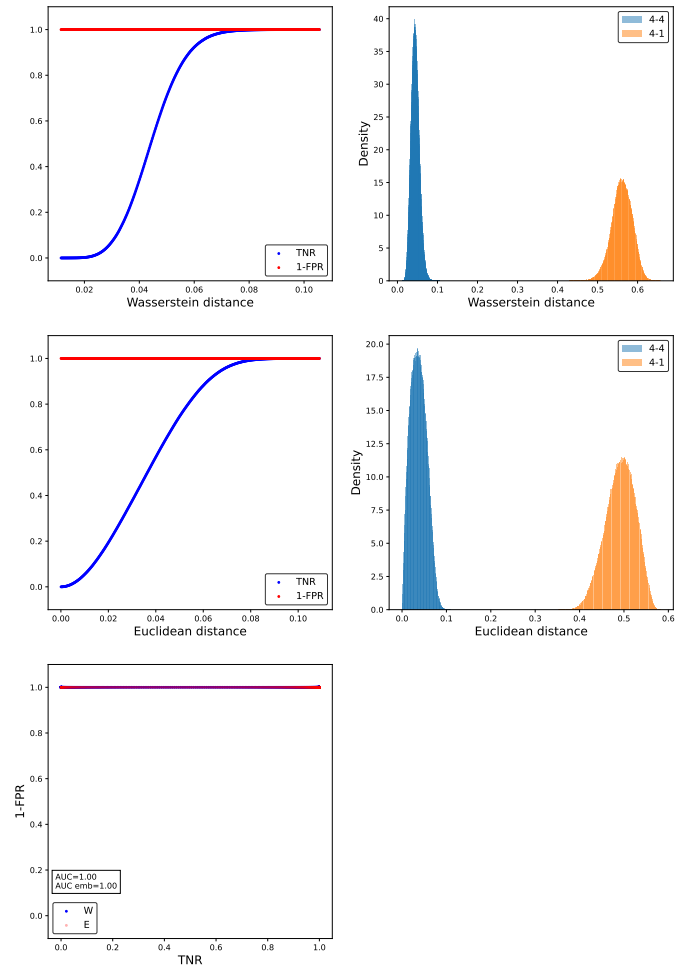 1.0
0.8
0.6
0.4
0.2
0.0
TNR
1-FPR
0.02 0.04 0.06 0.08 0.10
Wasserstein distance
40
35
30
25
20
15
10
5
0
Density
4-4
4-1
0.0 0.1 0.2 0.3 0.4 0.5 0.6
Wasserstein distance
1.0
0.8
0.6
0.4
0.2
0.0
TNR
1-FPR
0.00 0.02 0.04 0.06 0.08 0.10
Euclidean distance
20.0
17.5
15.0
12.5
10.0
7.5
5.0
2.5
0.0
Density
4-4
4-1
0.0 0.1 0.2 0.3 0.4 0.5 0.6
Euclidean distance
1.0
0.8
0.6
0.4
0.2
0.0
1-FPR
AUC=1.00
AUC emb=1.00
W
E
0.0 0.2 0.4 0.6 0.8 1.0
TNR